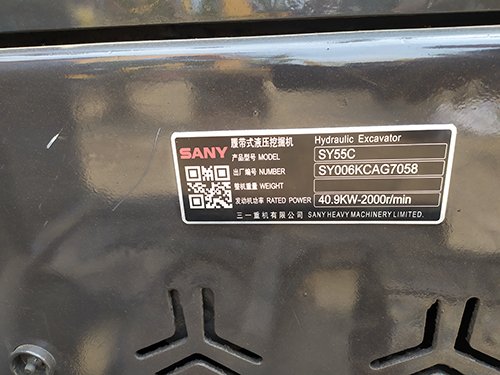 SANY 履带式液压挖掘机 Hydraulic Excavator
产品型号 MODEL SY55C
出厂编号 NUMBER SY006KCAG7058
整机重量 WEIGHT
发动机功率 RATED POWER 40.9KW-2000r/min
三一重机有限公司 SANY HEAVY MACHINERY LIMITED.